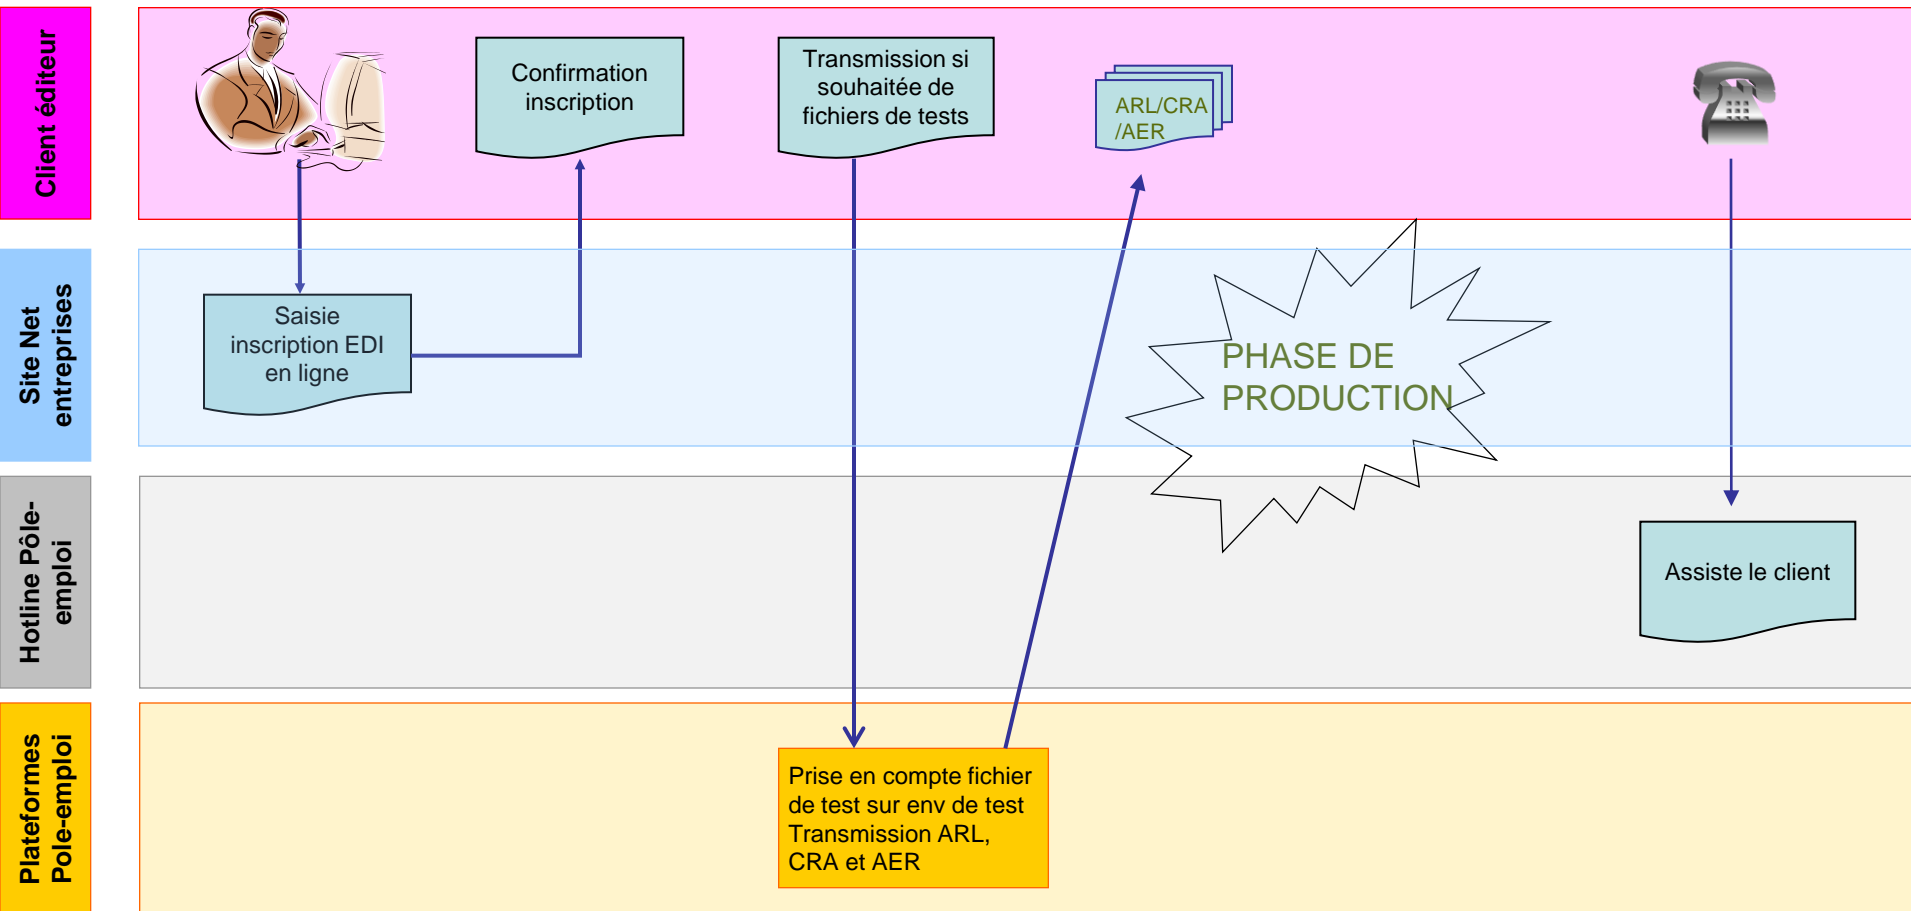 Client éditeur
Confirmation
inscription
Transmission si
souhaitée de
fichiers de tests
ARL/CRA
/AER
Site Net
entreprises
Saisie
inscription EDI
en ligne
PHASE DE
PRODUCTION
Hotline Pôle-
emploi
Assiste le client
Plateformes
Pole-emploi
Prise en compte fichier
de test sur env de test
Transmission ARL,
CRA et AER